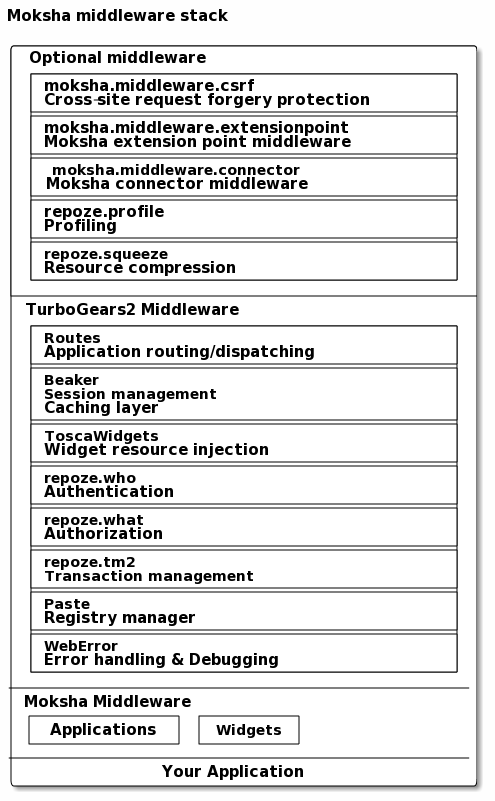 Moksha middleware stack
Optional middleware
moksha.middleware.csrf
Cross-site request forgery protection
moksha.middleware.extensionpoint
Moksha extension point middleware
moksha.middleware.connector
Moksha connector middleware
repoze.profile
Profiling
repoze.squeeze
Resource compression
TurboGears2 Middleware
Routes
Application routing/dispatching
Beaker
Session management
Caching layer
ToscaWidgets
Widget resource injection
repoze.who
Authentication
repoze.what
Authorization
repoze.tm2
Transaction management
Paste
Registry manager
WebError
Error handling & Debugging
Moksha Middleware
Applications Widgets
Your Application